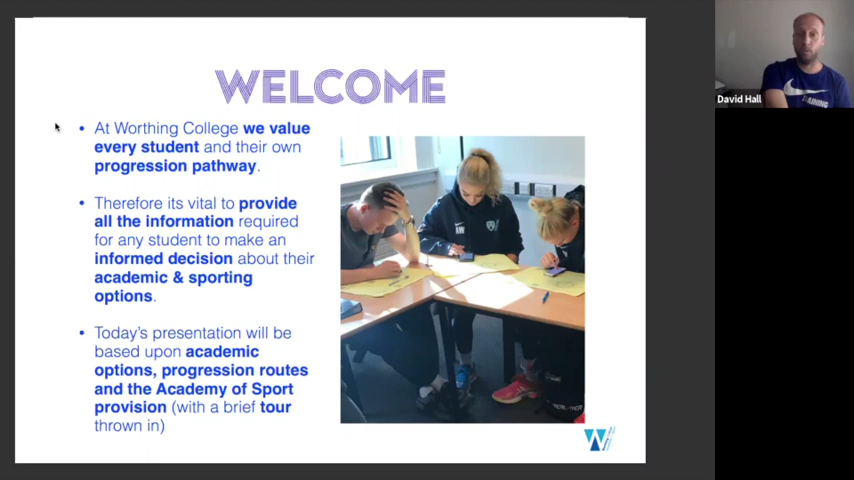 WELCOME
• At Worthing College we value
every student and their own
progression pathway.
• Therefore its vital to provide
all the information required
for any student to make an
informed decision about their
academic & sporting
options.
• Today's presentation will be
based upon academic
options, progression routes
and the Academy of Sport
provision (with a brief tour
thrown in)
David Hall
TRAINING
KW
W